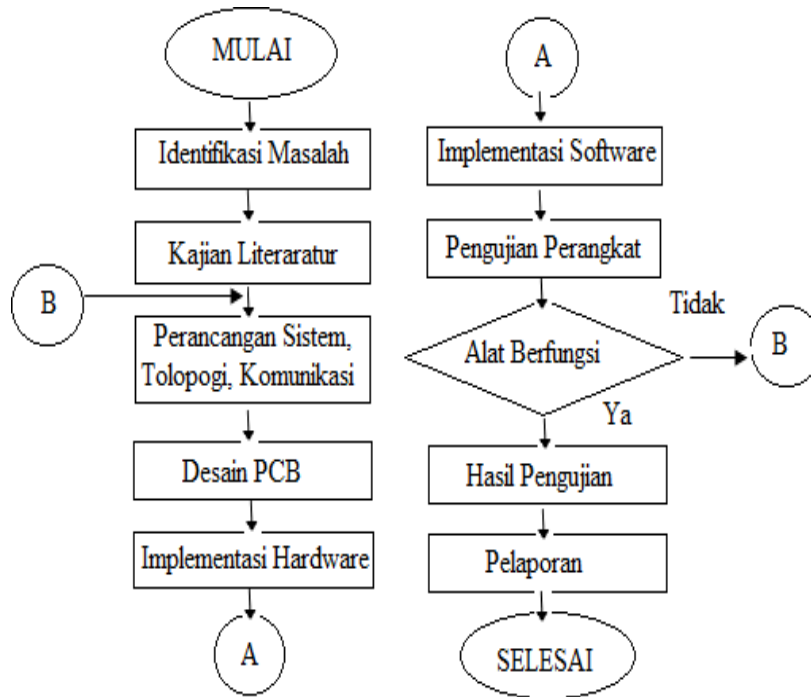 MULAI
Identifikasi Masalah
Kajian Literaratur
B
Perancangan Sistem,
Tolopogi, Komunikasi
Desain PCB
Implementasi Hardware
A
A
Implementasi Software
Pengujian Perangkat
Alat Berfungsi
Tidak
B
Ya
Hasil Pengujian
Pelaporan
SELESAI